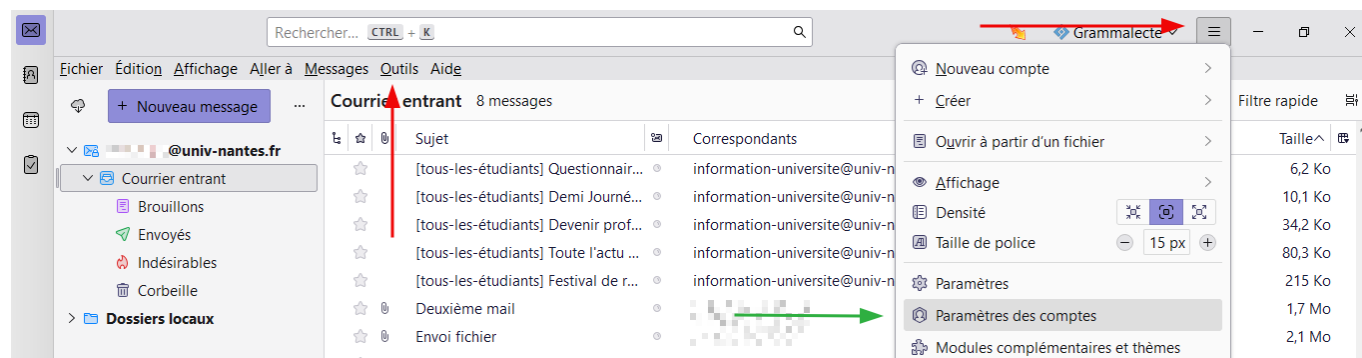 Rechercher... CTRL + K
Grammalecte
Fichier Édition Affichage Aller à Messages Outils Aide
+ Nouveau message ...
Courrier entrant 8 messages
Filtre rapide
Sujet Correspondants Taille
@univ-nantes.fr
Courrier entrant
Brouillons
Envoyés
Indésirables
Corbeille
Dossiers locaux
[tous-les-étudiants] Questionnair... information-universite@univ-n 6,2 Ko
[tous-les-étudiants] Demi Journé... information-universite@univ-n 10,1 Ko
[tous-les-étudiants] Devenir prof... information-universite@univ-n 34,2 Ko
[tous-les-étudiants] Toute l'actu ... information-universite@univ-n 80,3 Ko
[tous-les-étudiants] Festival de r... information-universite@univ-n 215 Ko
Deuxième mail 1,7 Mo
Envoi fichier 2,1 Mo
Nouveau compte
+ Créer
Ouvrir à partir d'un fichier
Affichage
Densité
Taille de police − 15 px +
Paramètres
Paramètres des comptes
Modules complémentaires et thèmes